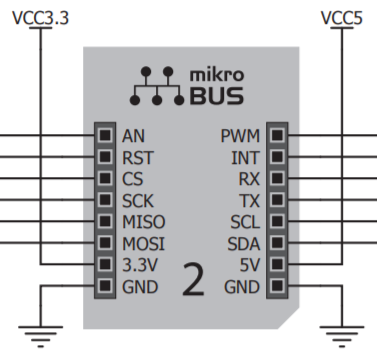 VCC3.3 VCC5
mikro
BUS
AN PWM
RST INT
CS RX
SCK TX
MISO SCL
MOSI SDA
3.3V 5V
GND 2 GND